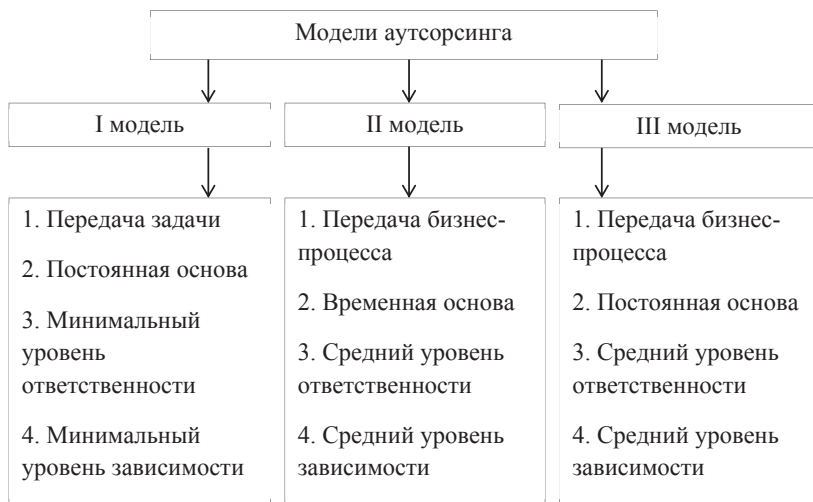 Модели аутсорсинга
I модель
II модель
III модель
1. Передача задачи
2. Постоянная основа
3. Минимальный
уровень
ответственности
4. Минимальный
уровень зависимости
1. Передача бизнес-
процесса
2. Временная основа
3. Средний уровень
ответственности
4. Средний уровень
зависимости
1. Передача бизнес-
процесса
2. Постоянная основа
3. Средний уровень
ответственности
4. Средний уровень
зависимости